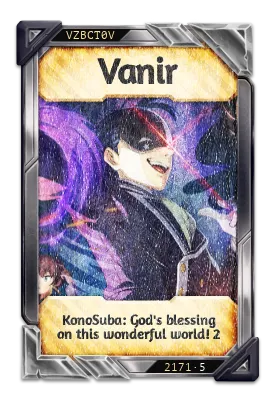 VZBCT0V
Vanir
KonoSuba: God's blessing
on this wonderful world! 2
2171·5